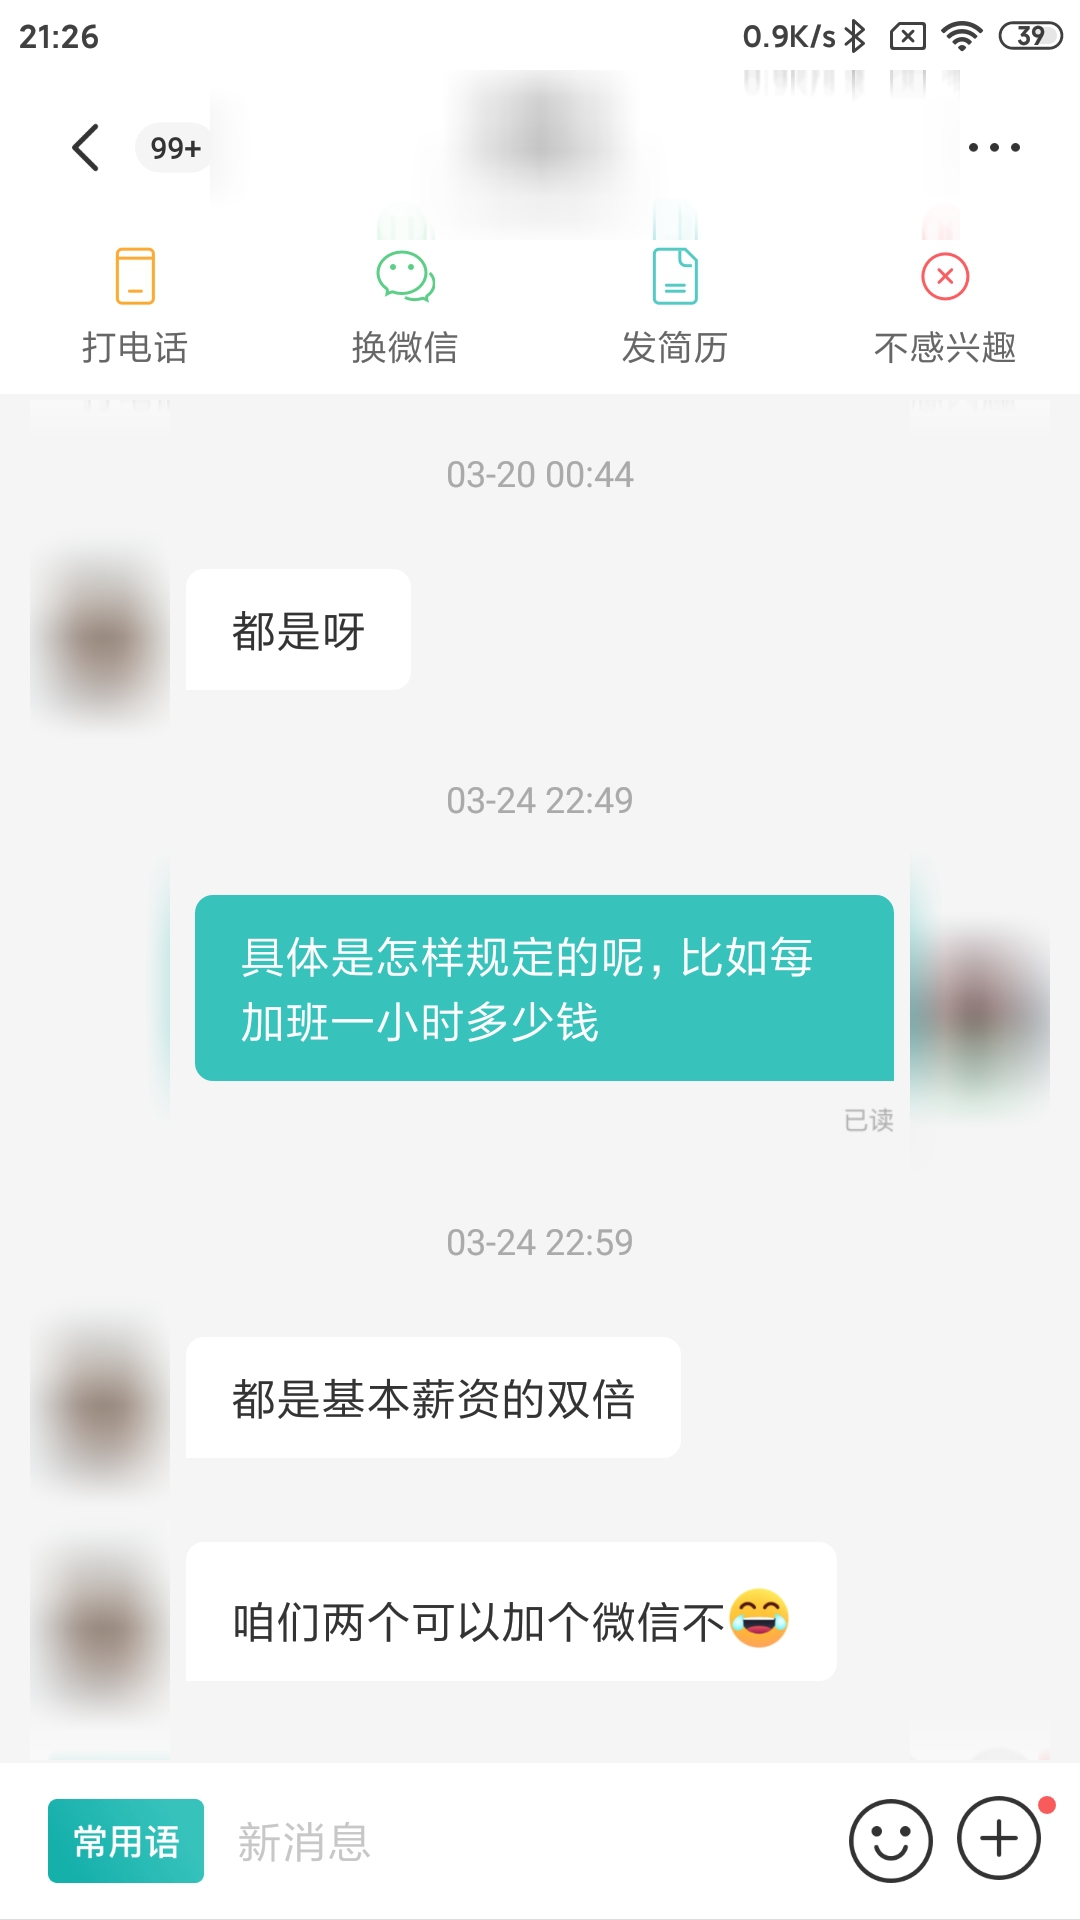 21:26
0.9K/s
39
99+
打电话
换微信
发简历
不感兴趣
03-20 00:44
都是呀
03-24 22:49
具体是怎样规定的呢，比如每
加班一小时多少钱
已读
03-24 22:59
都是基本薪资的双倍
咱们两个可以加个微信不😂
常用语
新消息